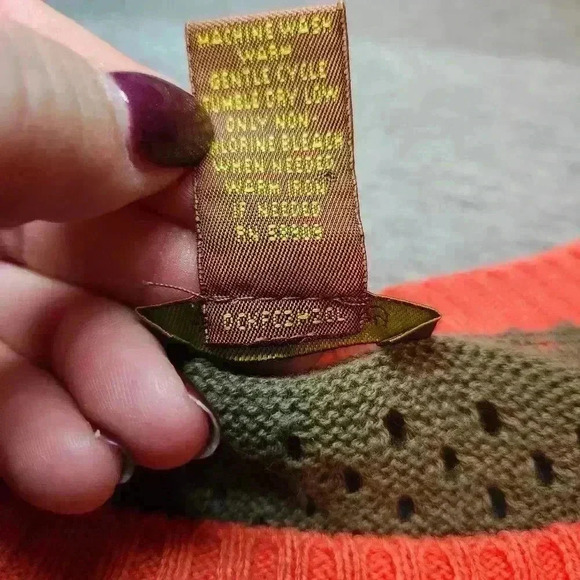 MACHINE WASH
WARM
GENTLE CYCLE
TUMBLE DRY LOW
ONLY NON
CHLORINE BLEACH
WHEN NEEDED
WARM IRON
IF NEEDED
RN